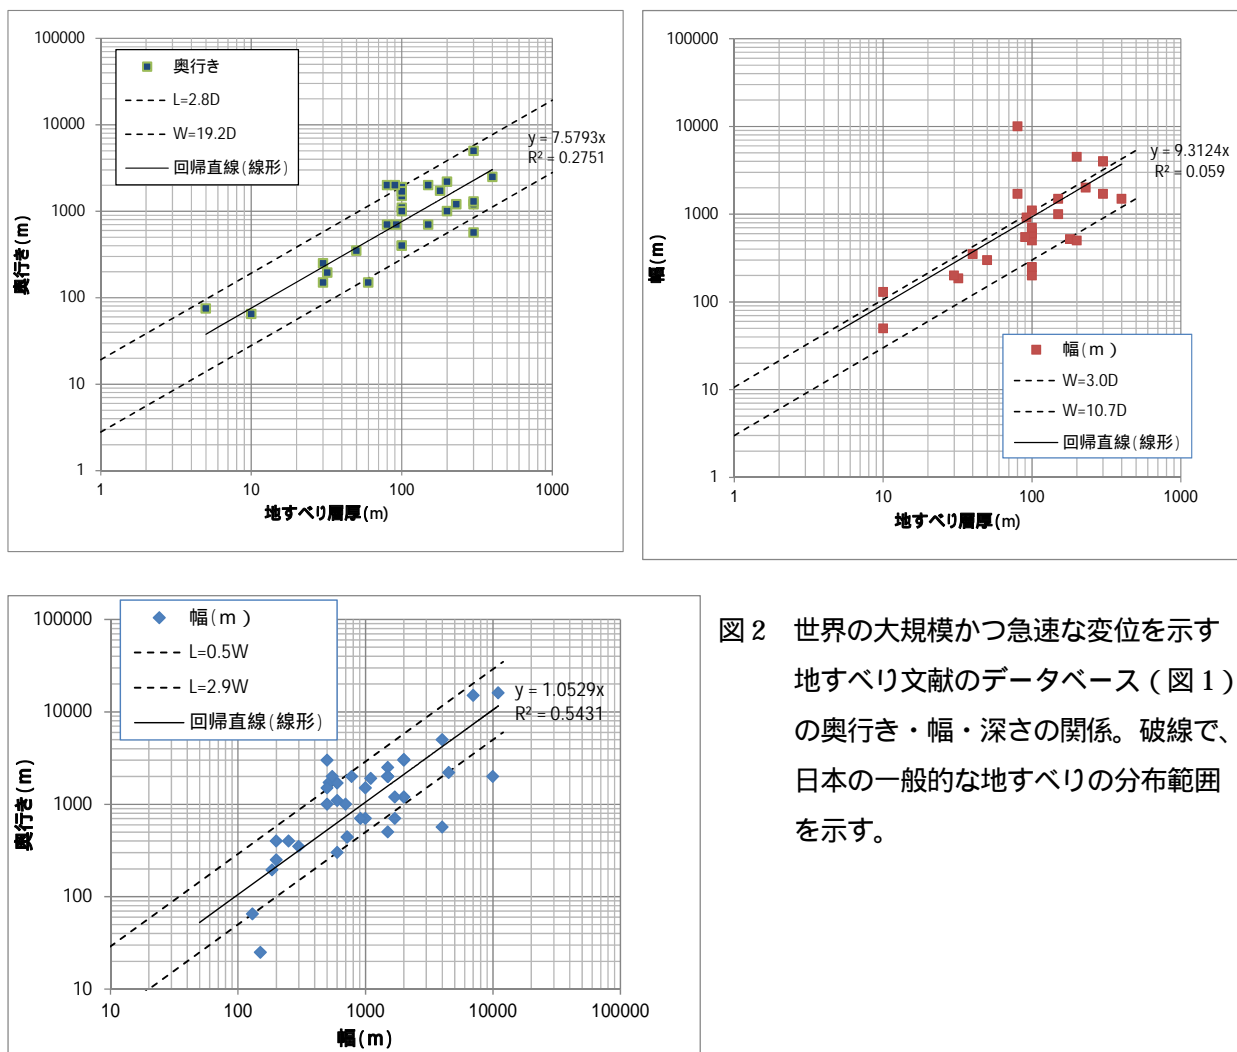 100000
10000
1000
100
10
1
1
10
100
1000
奥行き(m)
地すべり層厚(m)
奥行き
L=2.8D
W=19.2D
回帰直線(線形)
y = 7.5793x
R² = 0.2751
100000
10000
1000
100
10
1
1
10
100
1000
幅(m)
地すべり層厚(m)
y = 9.3124x
R² = 0.059
幅(m)
W=3.0D
W=10.7D
回帰直線(線形)
100000
10000
1000
100
10
10
100
1000
10000
100000
奥行き(m)
幅(m)
幅(m)
L=0.5W
L=2.9W
回帰直線(線形)
y = 1.0529x
R² = 0.5431
図2 世界の大規模かつ急速な変位を示す
地すべり文献のデータベース(図1)
の奥行き・幅・深さの関係。破線で、
日本の一般的な地すべりの分布範囲
を示す。